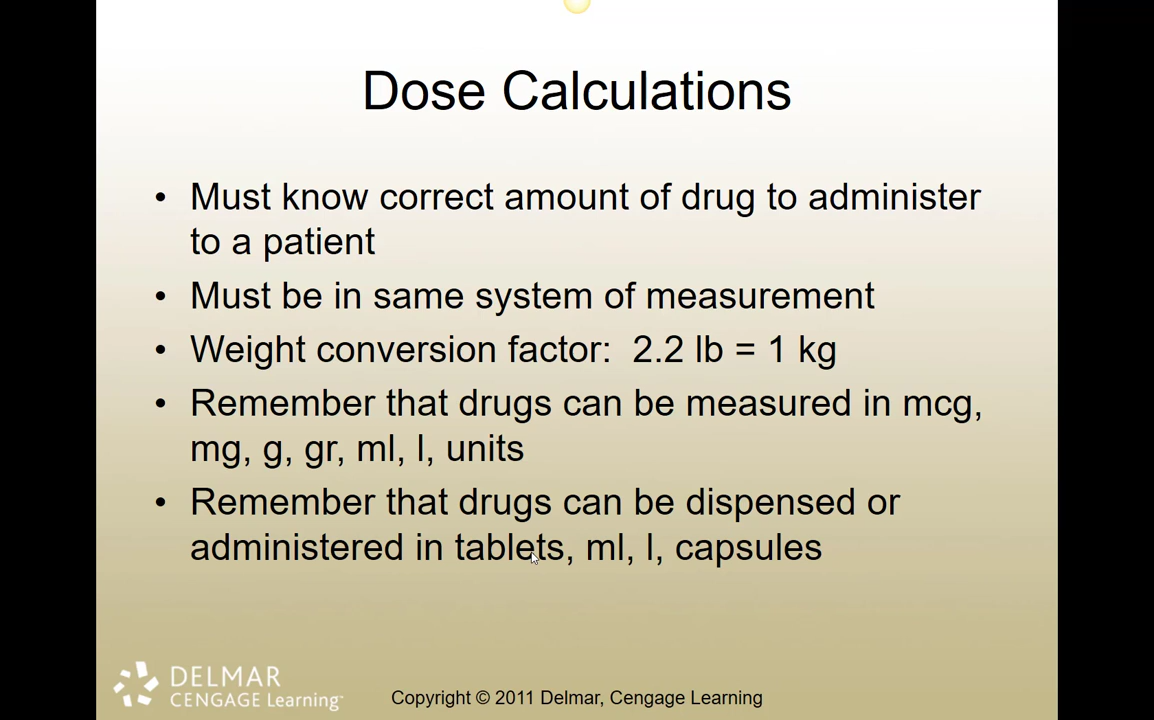 Dose Calculations
• Must know correct amount of drug to administer
to a patient
• Must be in same system of measurement
• Weight conversion factor:  2.2 lb = 1 kg
• Remember that drugs can be measured in mcg,
mg, g, gr, ml, l, units
• Remember that drugs can be dispensed or
administered in tablets, ml, l, capsules
DELMAR
CENGAGE Learning™
Copyright © 2011 Delmar, Cengage Learning